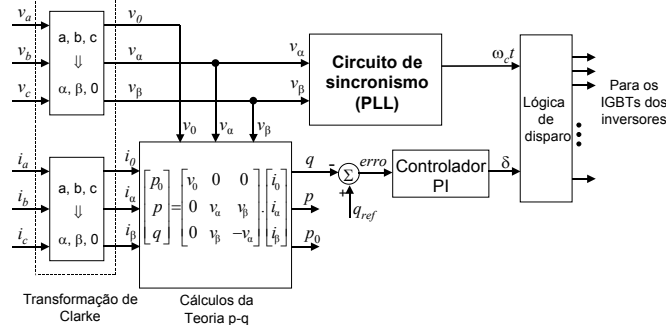 v_a
v_b
v_c
a, b, c
⇓
α, β, 0
v_0
v_α
v_β
v_α
v_β
Circuito de
sincronismo
(PLL)
ω_c t
Lógica
de
disparo
Para os
IGBTs dos
inversores
v_0
v_α
v_β
i_a
i_b
i_c
a, b, c
⇓
α, β, 0
i_0
i_α
i_β
[p_0] [v_0 0 0] [i_0]
[p] = [0 v_α v_β] . [i_α]
[q] [0 v_β -v_α] [i_β]
q
p
p_0
-
Σ
+
q_ref
erro
Controlador
PI
δ
Transformação de
Clarke
Cálculos da
Teoria p-q